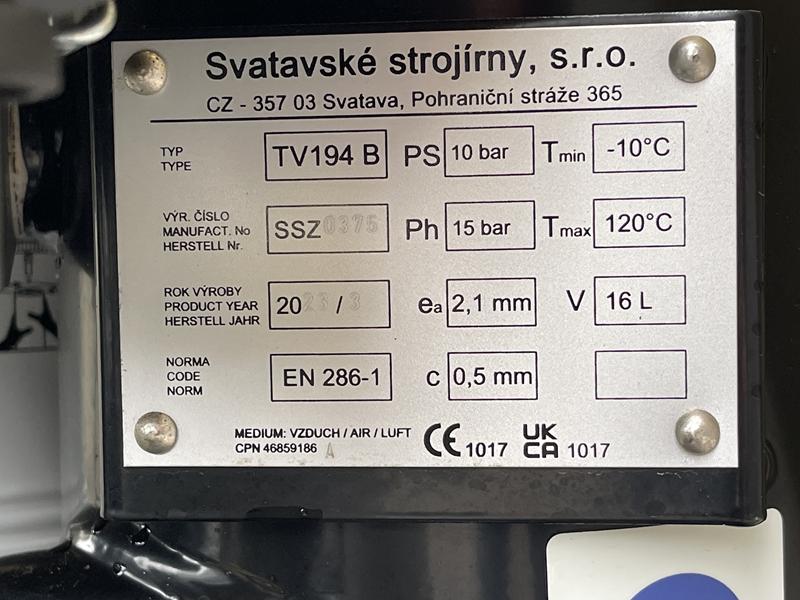 Svatavské strojírny, s.r.o.
CZ - 357 03 Svatava, Pohraniční stráže 365
TYP
TYPE
TV194 B
PS
10 bar
Tmin
-10°C
VÝR. ČÍSLO
MANUFACT. No
HERSTELL Nr.
SSZ0375
Ph
15 bar
Tmax
120°C
ROK VÝROBY
PRODUCT YEAR
HERSTELL JAHR
2023 / 3
ea
2,1 mm
V
16 L
NORMA
CODE
NORM
EN 286-1
c
0,5 mm
MEDIUM: VZDUCH / AIR / LUFT
CPN 46859186 A
CE 1017
UK
CA 1017